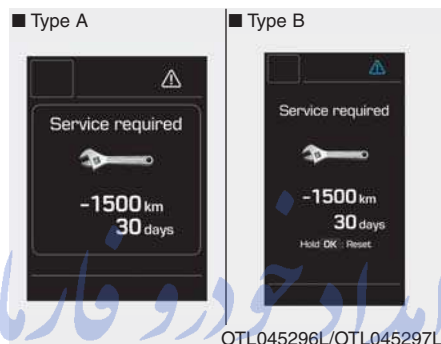 ■ Type A
■ Type B
Service required
-1500 km
30 days
Service required
-1500 km
30 days
Hold OK : Reset
OTL045296L/OTL045297L
امداد خودرو فارما